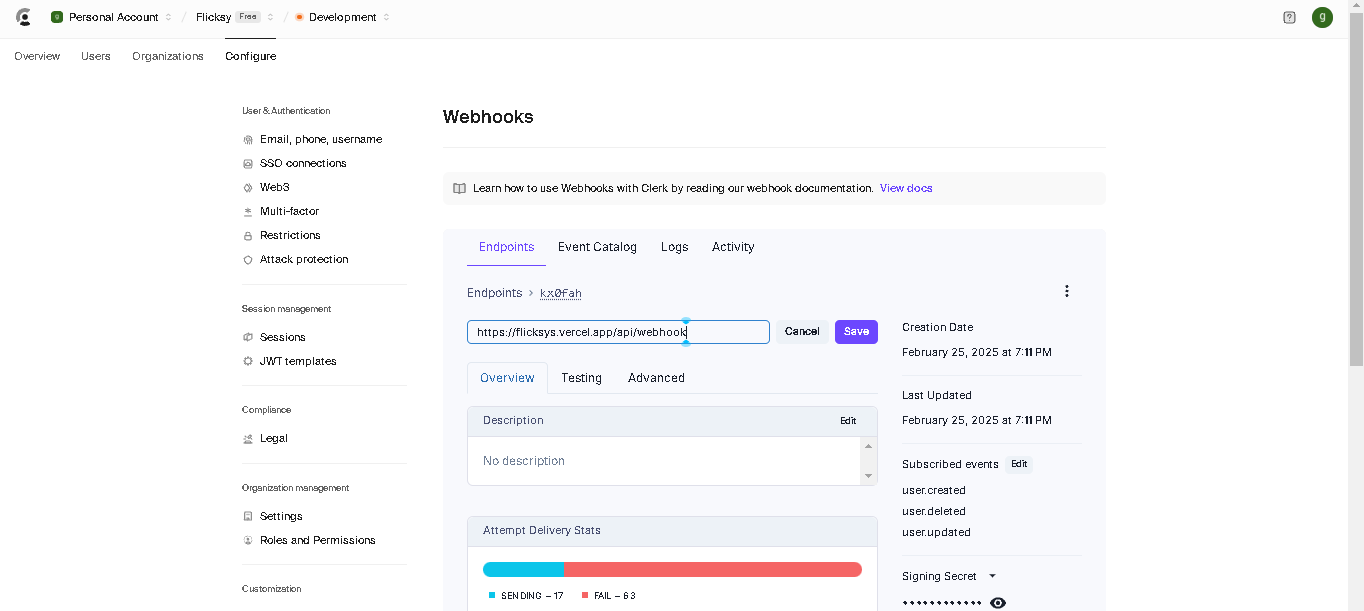 Personal Account / Flicksy Free / Development ? g
Overview Users Organizations Configure
User & Authentication
Email, phone, username
SSO connections
Web3
Multi-factor
Restrictions
Attack protection
Session management
Sessions
JWT templates
Compliance
Legal
Organization management
Settings
Roles and Permissions
Customization
Webhooks
Learn how to use Webhooks with Clerk by reading our webhook documentation. View docs
Endpoints Event Catalog Logs Activity
Endpoints > kx0fah
https://flicksys.vercel.app/api/webhook Cancel Save
Overview Testing Advanced
Description Edit
No description
Attempt Delivery Stats
SENDING – 17 FAIL – 63
Creation Date
February 25, 2025 at 7:11 PM
Last Updated
February 25, 2025 at 7:11 PM
Subscribed events Edit
user.created
user.deleted
user.updated
Signing Secret
••••••••••••